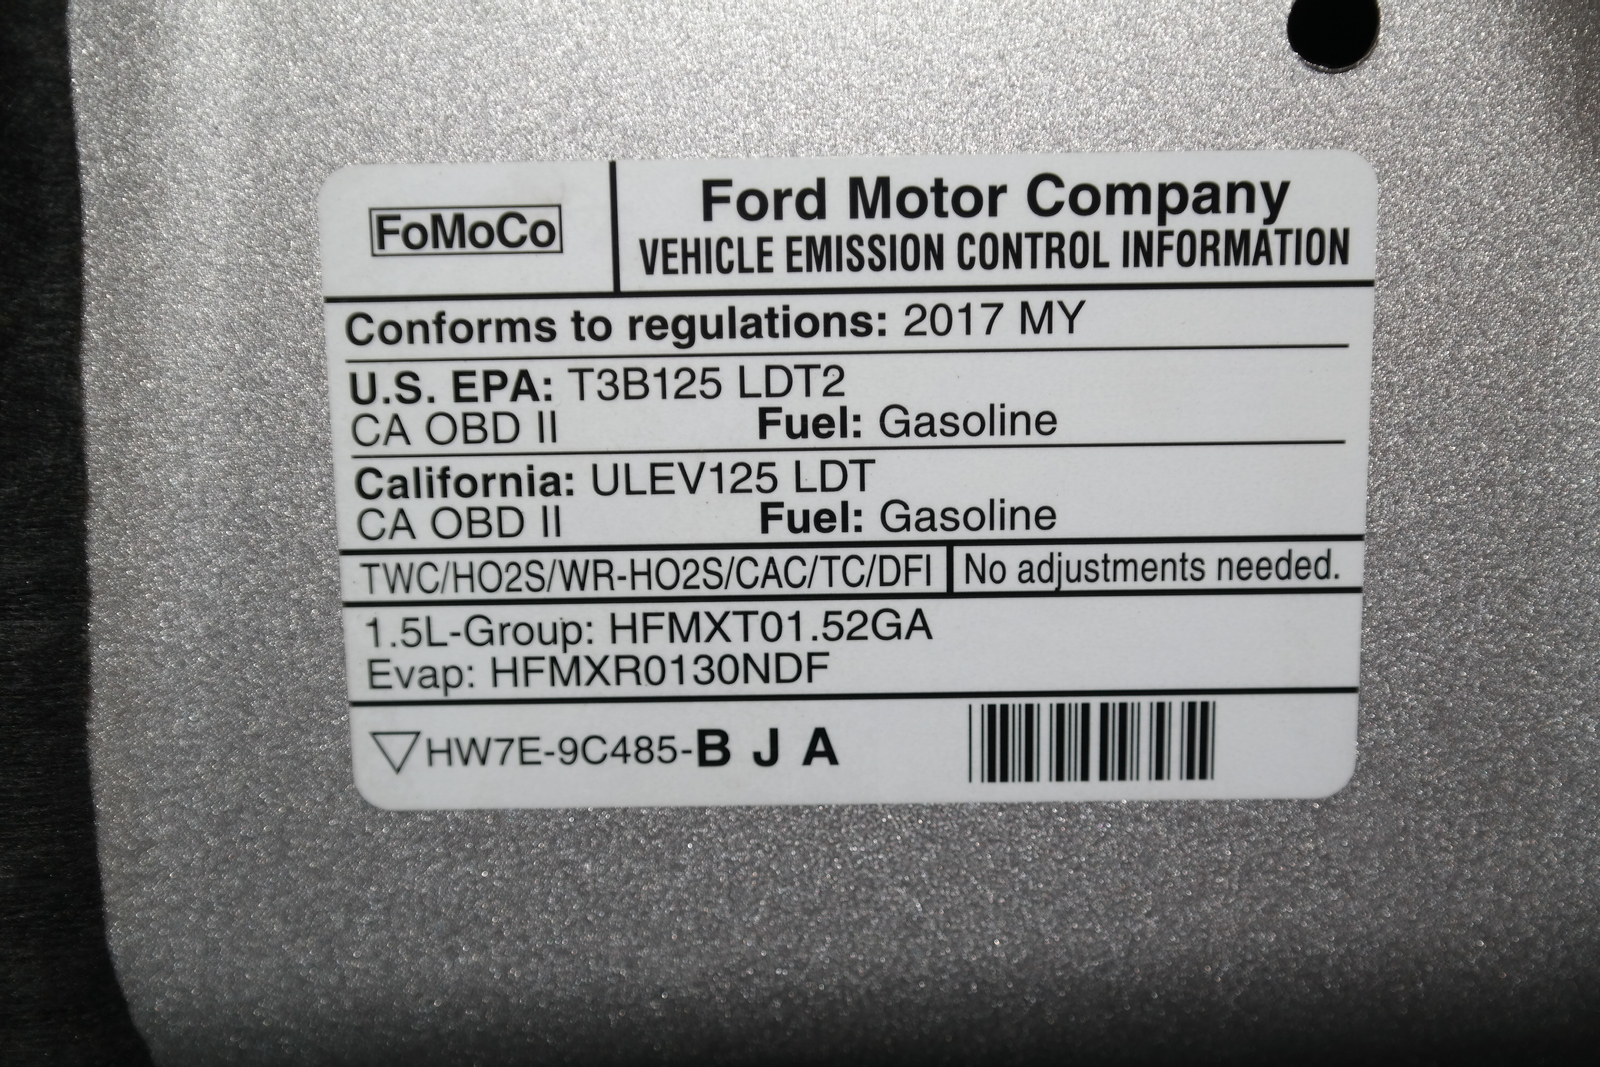 FoMoCo
Ford Motor Company
VEHICLE EMISSION CONTROL INFORMATION
Conforms to regulations: 2017 MY
U.S. EPA: T3B125 LDT2
CA OBD II Fuel: Gasoline
California: ULEV125 LDT
CA OBD II Fuel: Gasoline
TWC/HO2S/WR-HO2S/CAC/TC/DFI No adjustments needed.
1.5L-Group: HFMXT01.52GA
Evap: HFMXR0130NDF
HW7E-9C485-B J A